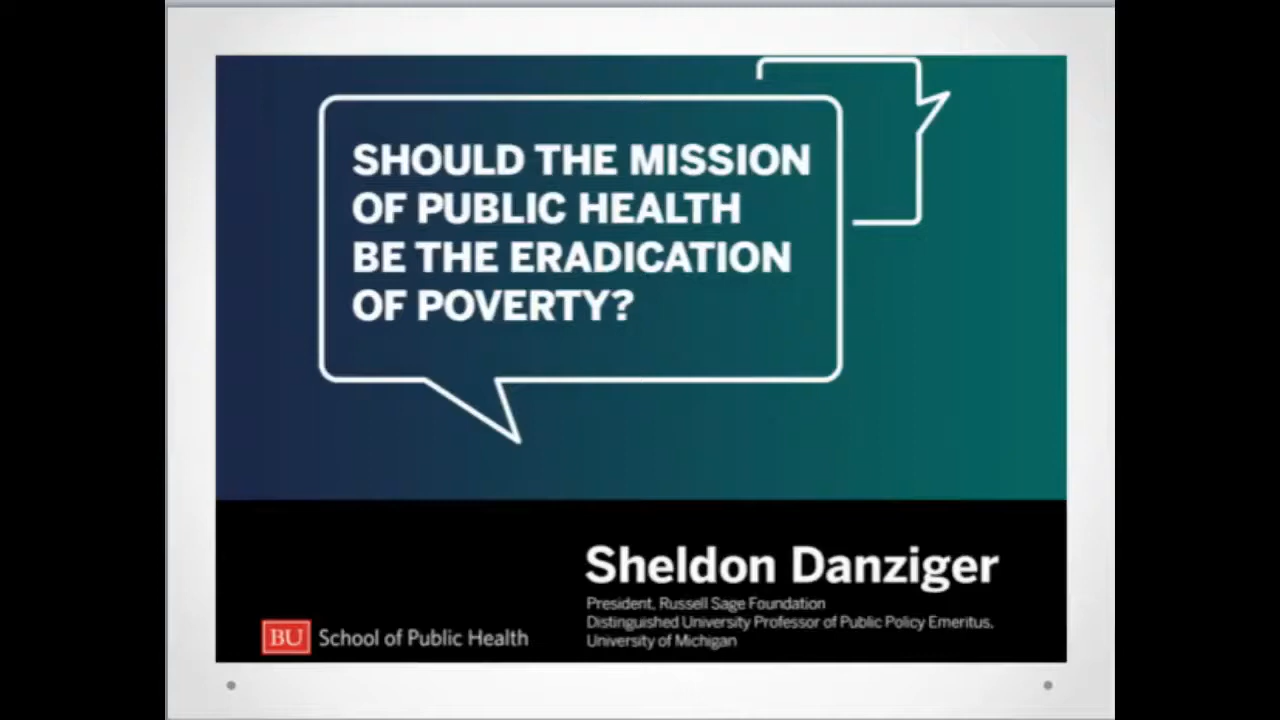 SHOULD THE MISSION
OF PUBLIC HEALTH
BE THE ERADICATION
OF POVERTY?
Sheldon Danziger
President, Russell Sage Foundation
Distinguished University Professor of Public Policy Emeritus,
University of Michigan
BU School of Public Health